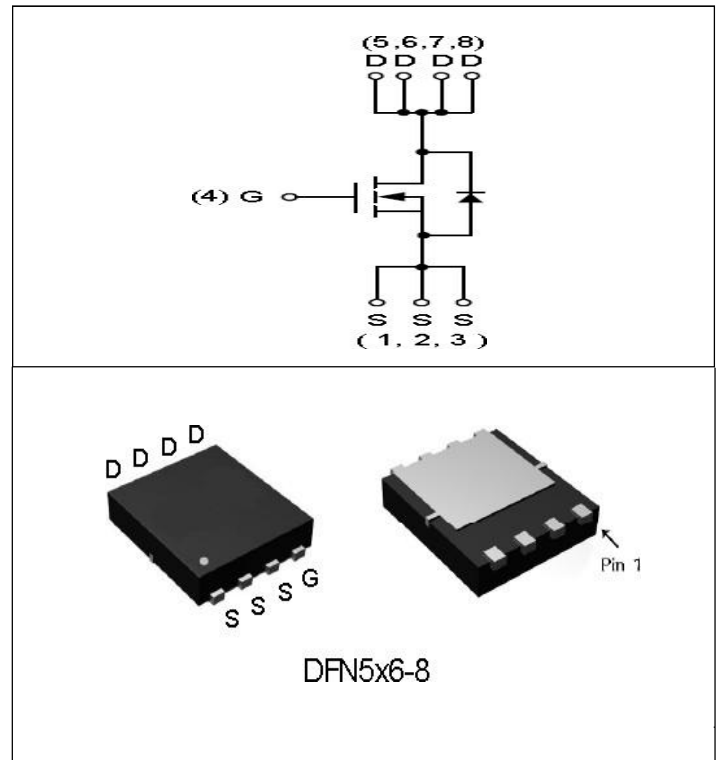 (5,6,7,8)
D D D D
(4) G
S S S
( 1, 2, 3 )
D D D D
S S S G
Pin 1
DFN5x6-8